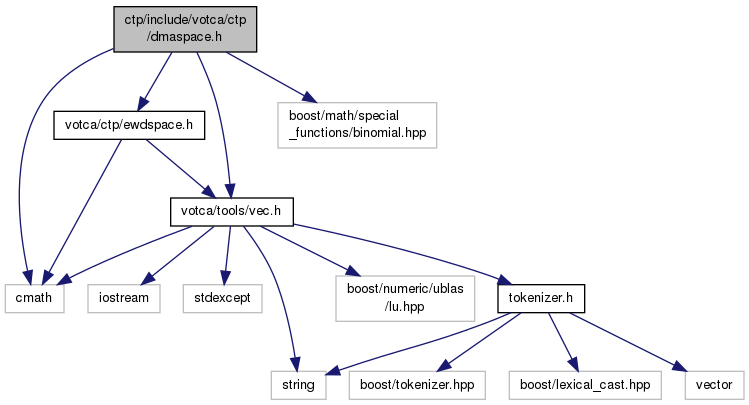 ctp/include/votca/ctp
/dmaspace.h
votca/ctp/ewdspace.h
boost/math/special
_functions/binomial.hpp
votca/tools/vec.h
cmath
iostream
stdexcept
boost/numeric/ublas
/lu.hpp
tokenizer.h
string
boost/tokenizer.hpp
boost/lexical_cast.hpp
vector